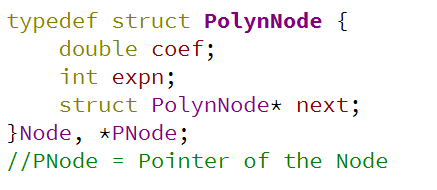 typedef struct PolynNode {
    double coef;
    int expn;
    struct PolynNode* next;
}Node, *PNode;
//PNode = Pointer of the Node